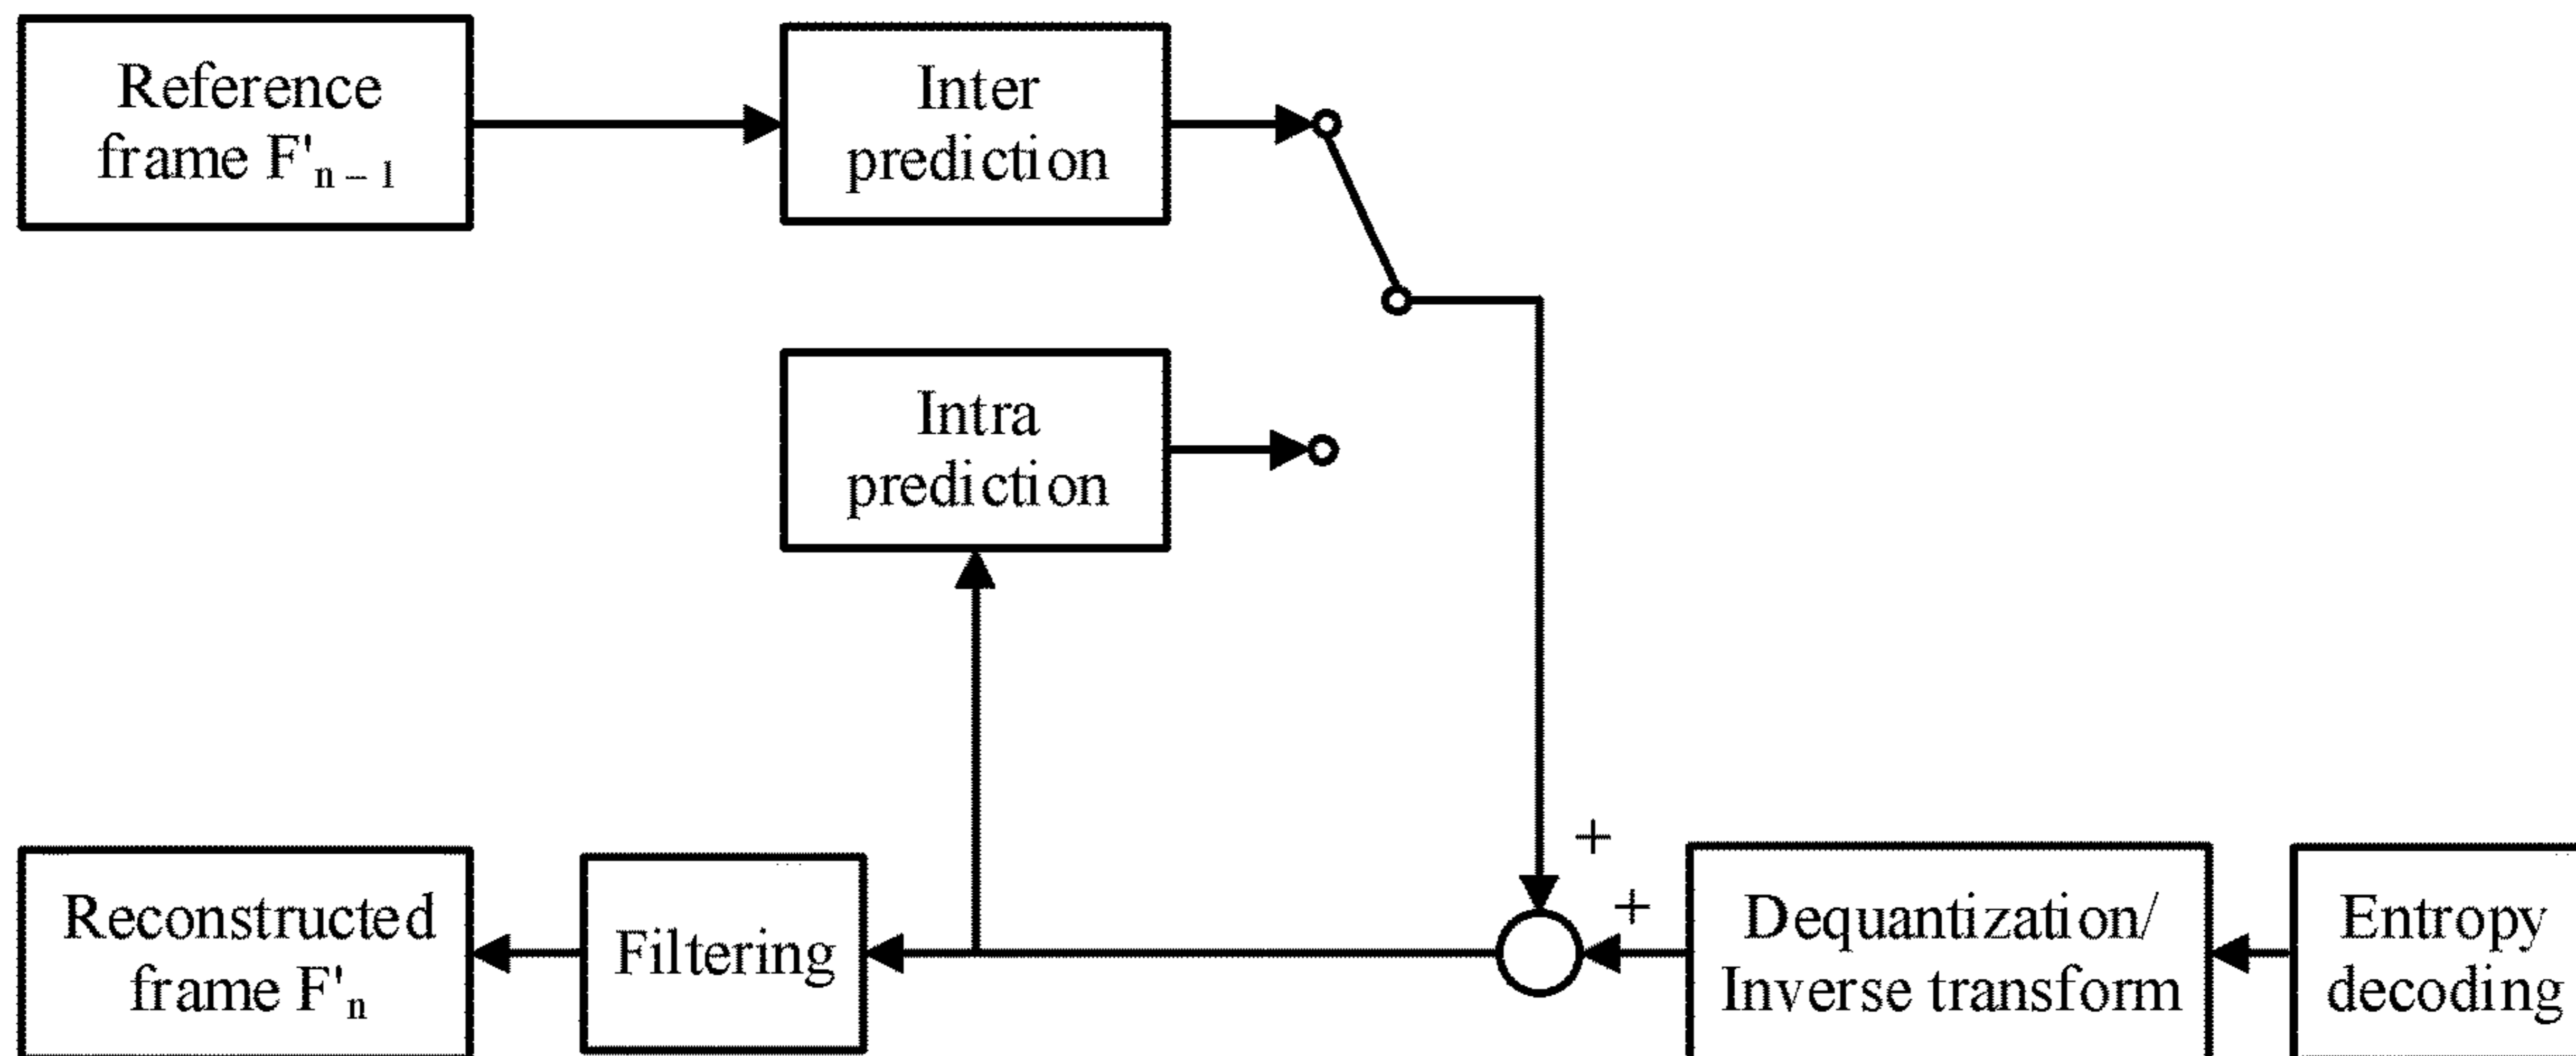 Reference
frame F'n – 1
Inter
prediction
Intra
prediction
+
+
Reconstructed
frame F'n
Filtering
Dequantization/
Inverse transform
Entropy
decoding